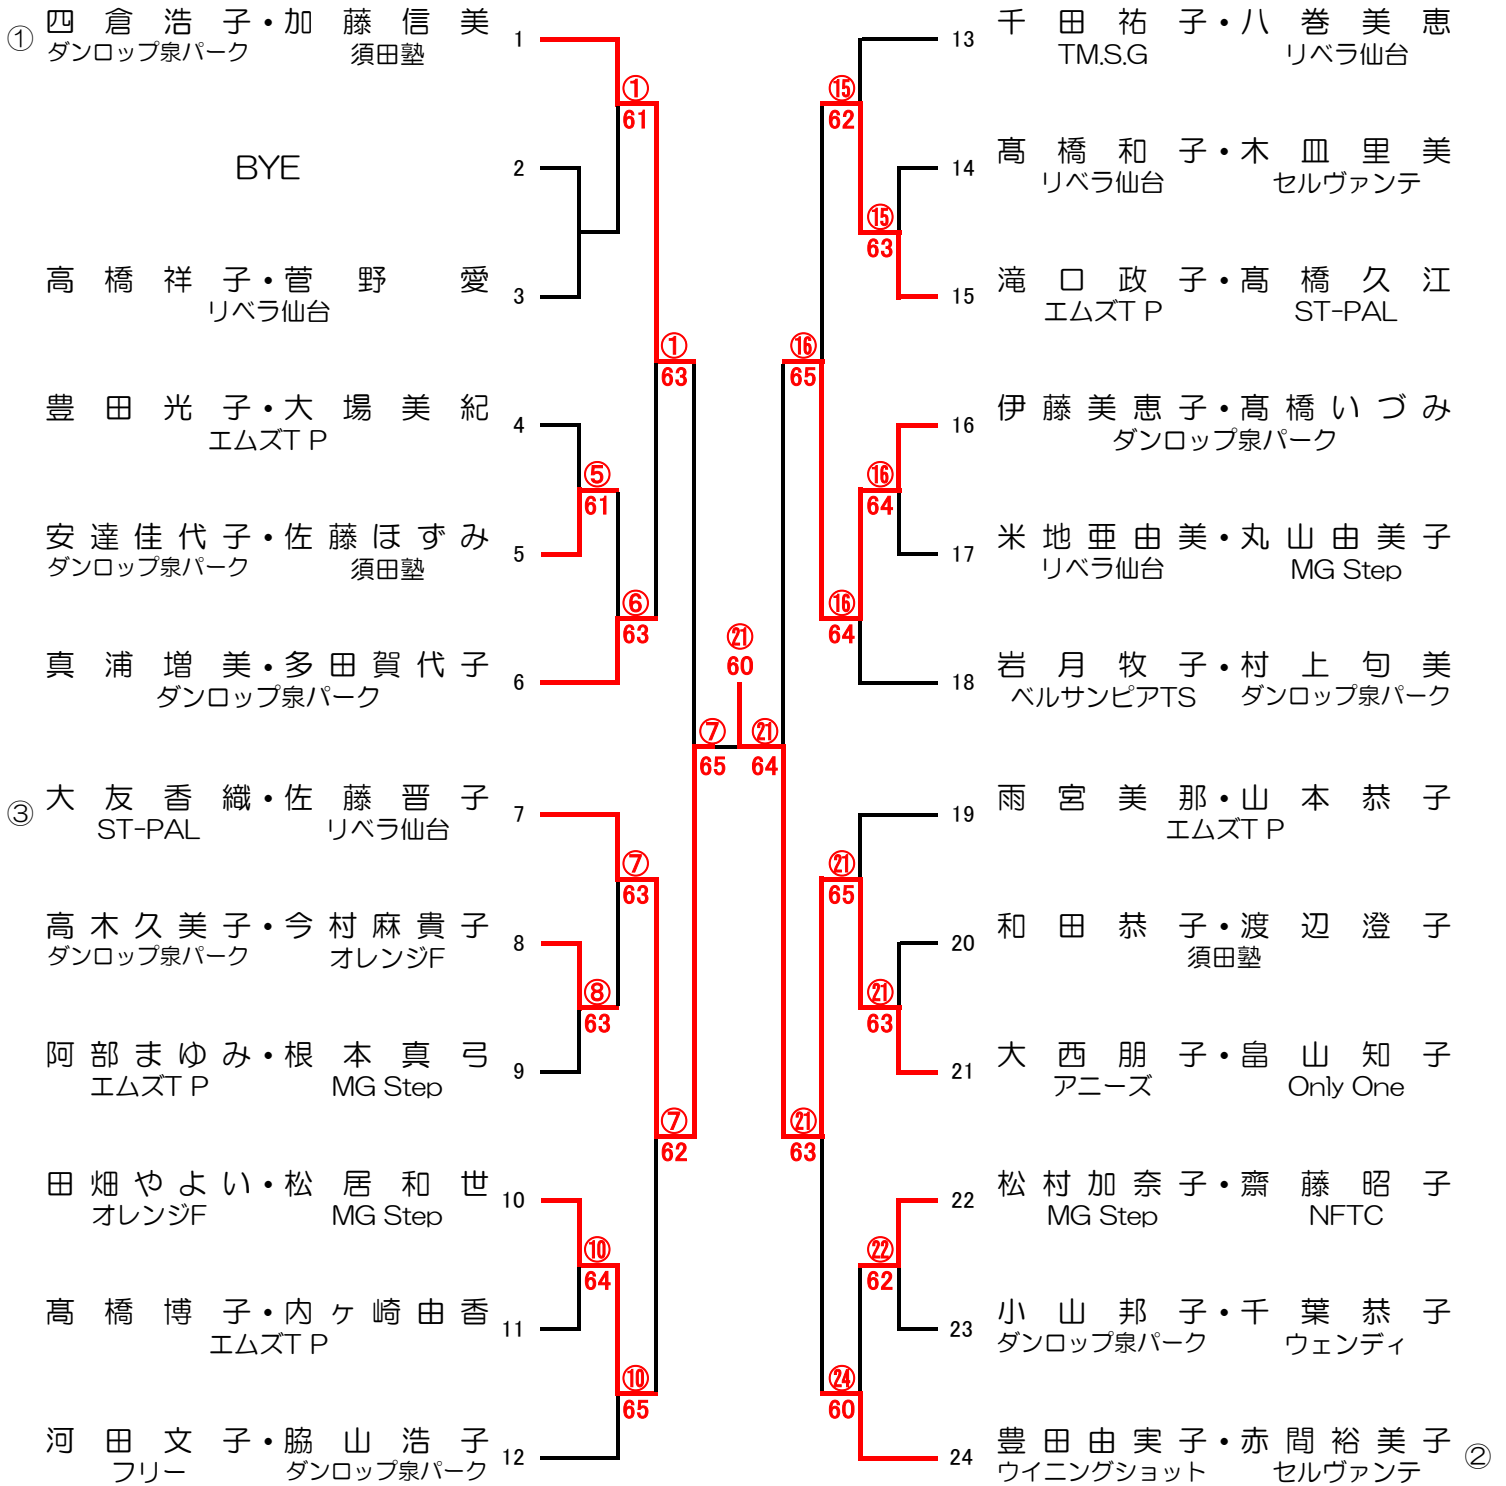 ① 四倉浩子・加藤信美 1
ダンロップ泉パーク 須田塾
BYE 2
高橋祥子・菅野愛 3
リベラ仙台
豊田光子・大場美紀 4
エムズTP
安達佳代子・佐藤ほずみ 5
ダンロップ泉パーク 須田塾
真浦増美・多田賀代子 6
ダンロップ泉パーク
③ 大友香織・佐藤晋子 7
ST-PAL リベラ仙台
高木久美子・今村麻貴子 8
ダンロップ泉パーク オレンジF
阿部まゆみ・根本真弓 9
エムズTP MG Step
田畑やよい・松居和世 10
オレンジF MG Step
髙橋博子・内ヶ崎由香 11
エムズTP
河田文子・脇山浩子 12
フリー ダンロップ泉パーク
①
61
⑤
61
⑥
63
①
63
⑦
63
⑧
63
⑩
64
⑩
65
⑦
62
⑦
65
㉑
60
㉑
64
⑮
62
⑮
63
⑯
65
⑯
64
⑯
64
㉑
65
㉑
63
㉑
63
㉒
62
㉔
60
13 千田祐子・八巻美恵
TM.S.G リベラ仙台
14 髙橋和子・木皿里美
リベラ仙台 セルヴァンテ
15 滝口政子・髙橋久江
エムズTP ST-PAL
16 伊藤美恵子・髙橋いづみ
ダンロップ泉パーク
17 米地亜由美・丸山由美子
リベラ仙台 MG Step
18 岩月牧子・村上句美
ベルサンピアTS ダンロップ泉パーク
19 雨宮美那・山本恭子
エムズTP
20 和田恭子・渡辺澄子
須田塾
21 大西朋子・畠山知子
アニーズ Only One
22 松村加奈子・齋藤昭子
MG Step NFTC
23 小山邦子・千葉恭子
ダンロップ泉パーク ウェンディ
24 豊田由実子・赤間裕美子 ②
ウイニングショット セルヴァンテ